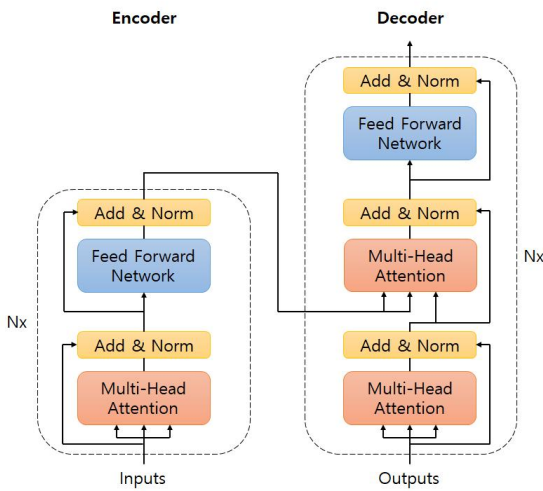 Encoder
Add & Norm
Feed Forward
Network
Nx
Add & Norm
Multi-Head
Attention
Inputs
Decoder
Add & Norm
Feed Forward
Network
Add & Norm
Multi-Head
Attention
Nx
Add & Norm
Multi-Head
Attention
Outputs